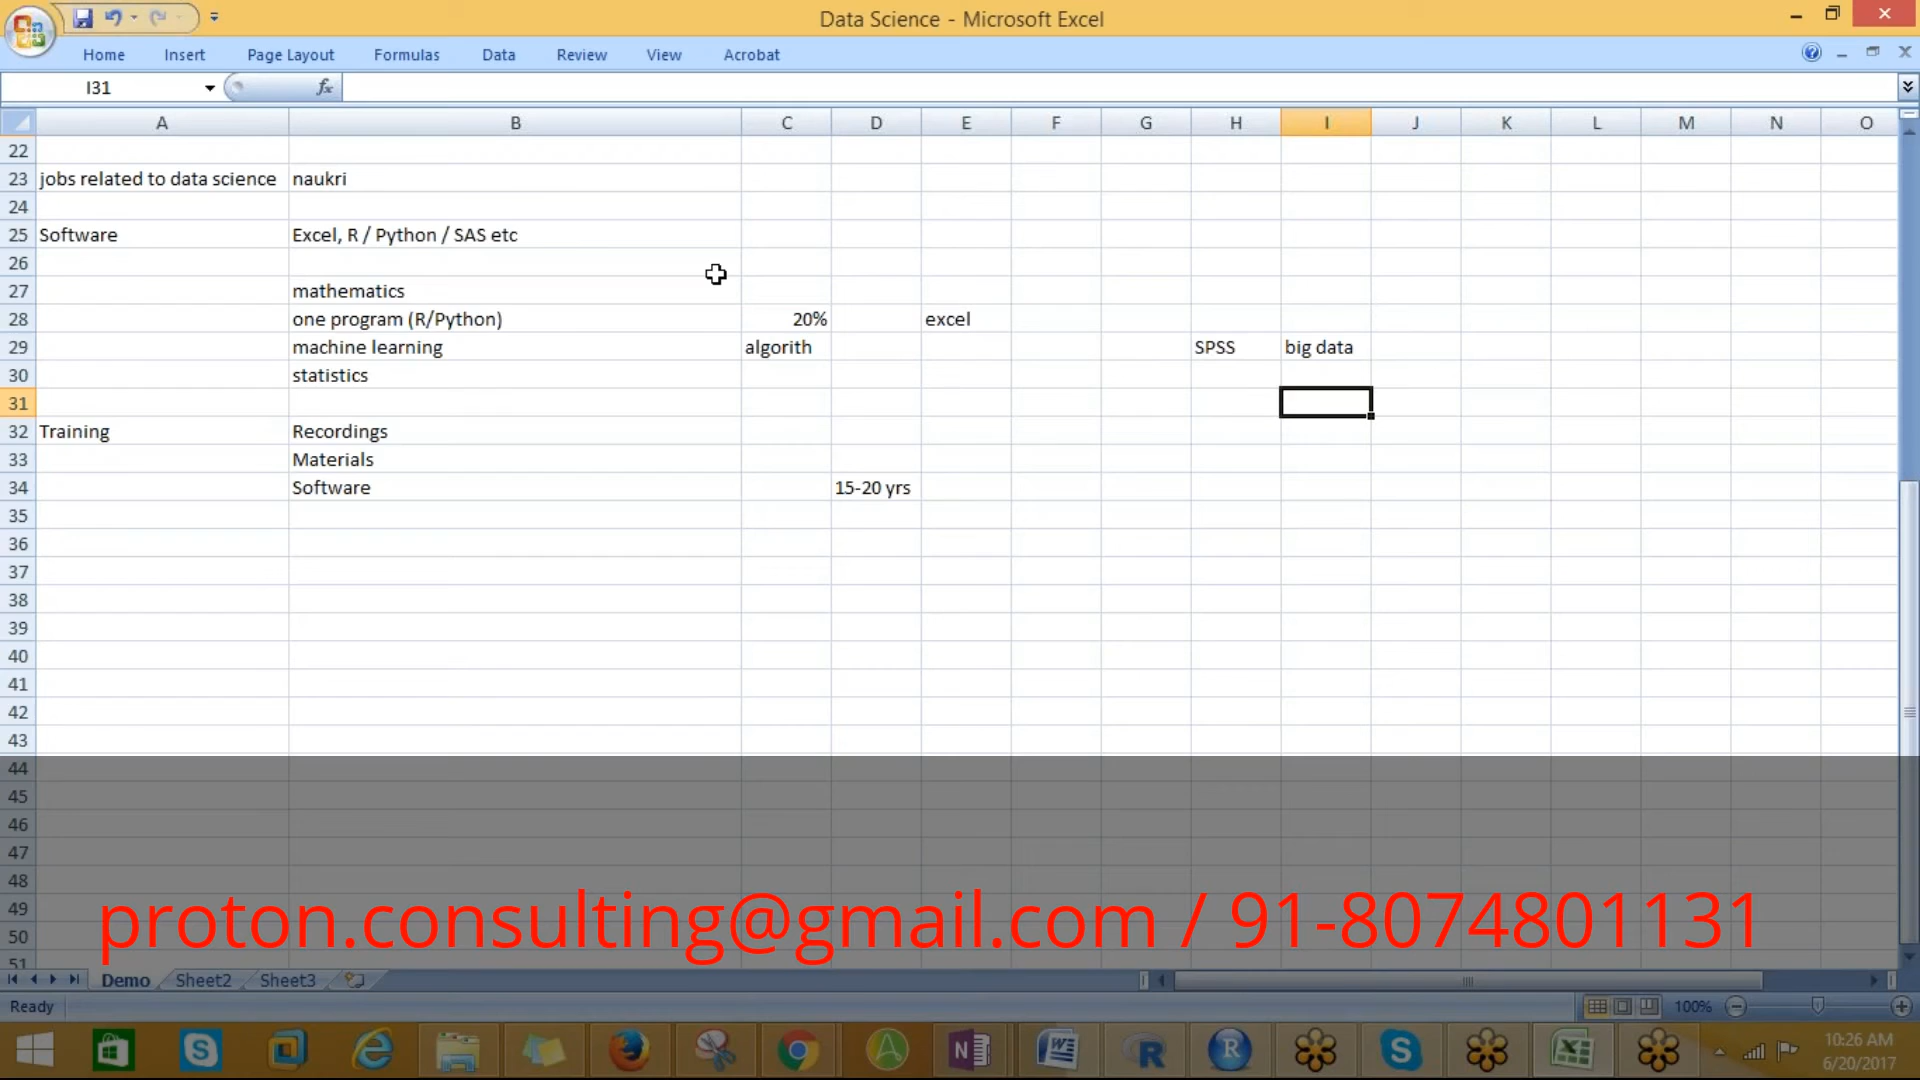 Data Science - Microsoft Excel
Home Insert Page Layout Formulas Data Review View Acrobat
I31 fx
A B C D E F G H I J K L M N O
22
23 jobs related to data science naukri
24
25 Software Excel, R / Python / SAS etc
26
27 mathematics
28 one program (R/Python) 20% excel
29 machine learning algorith SPSS big data
30 statistics
31
32 Training Recordings
33 Materials
34 Software 15-20 yrs
35
36
37
38
39
40
41
42
43
44
45
46
47
48
49
50
51
proton.consulting@gmail.com / 91-8074801131
Demo Sheet2 Sheet3
Ready 100%
10:26 AM
6/20/2017